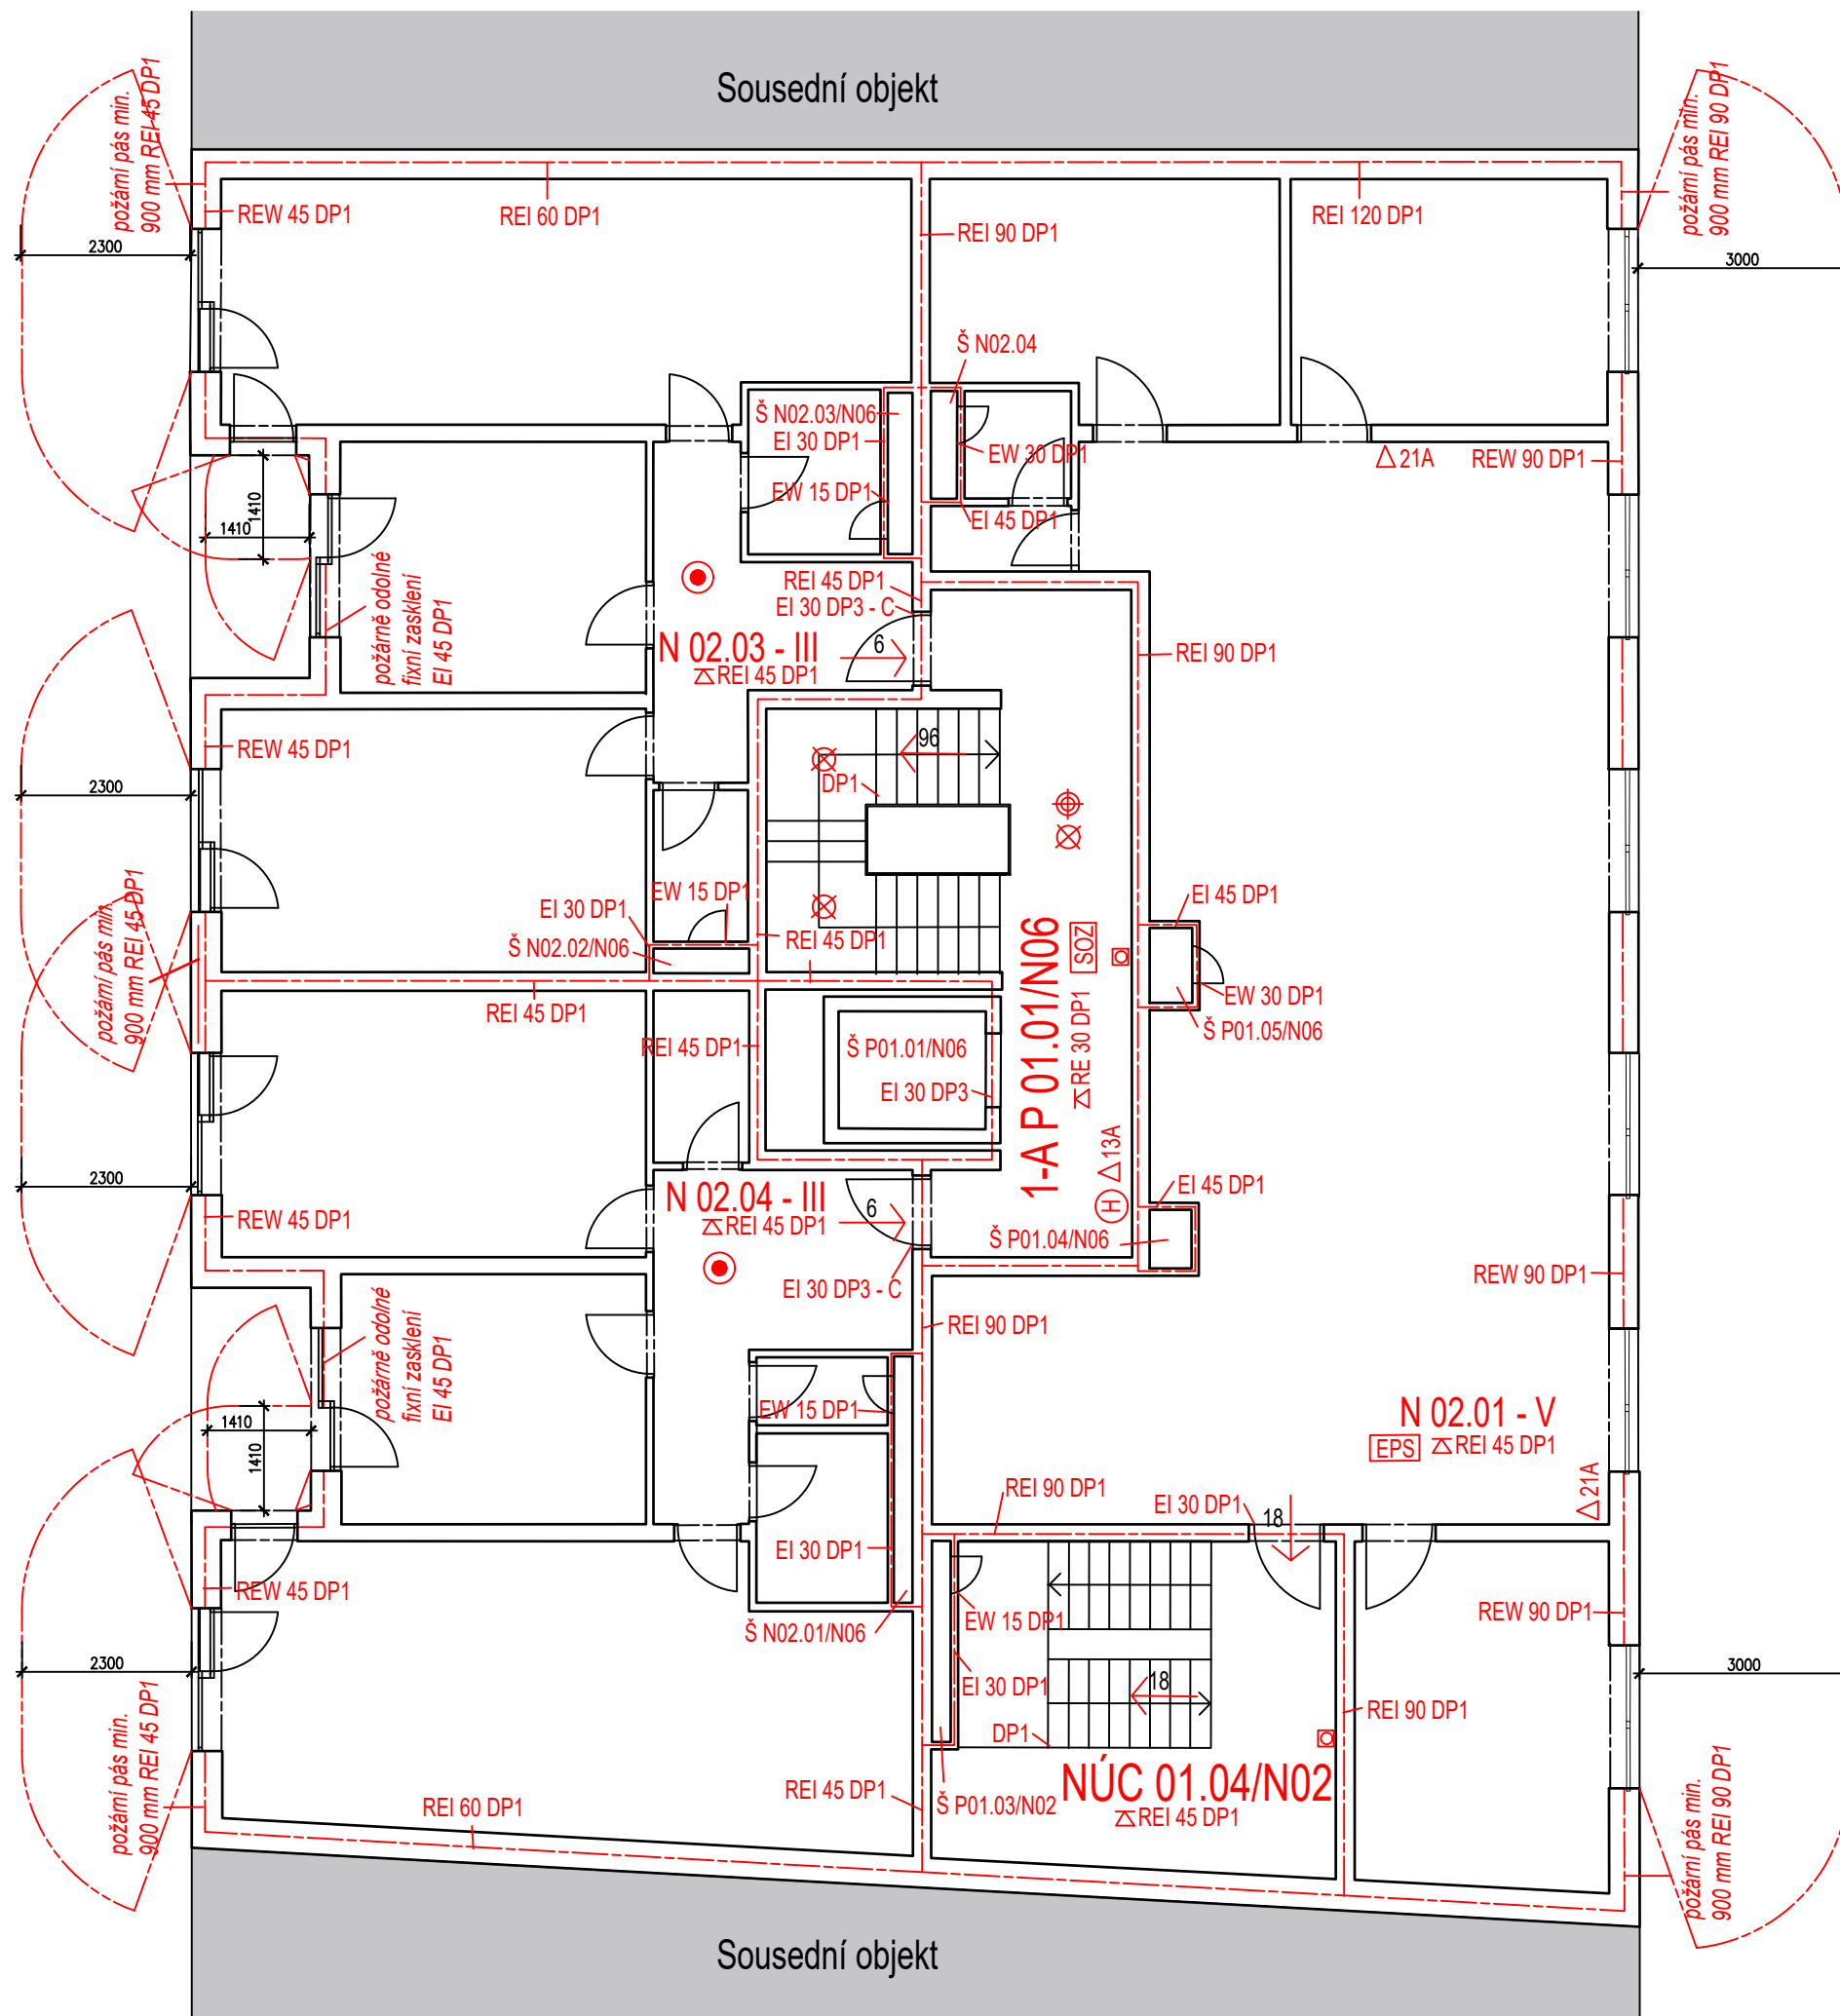 Sousední objekt
požární pás min.
900 mm REI 45 DP1
požární pás min.
900 mm REI 90 DP1
REW 45 DP1
REI 60 DP1
REI 90 DP1
REI 120 DP1
2300
3000
Š N02.04
Š N02.03/N06
EI 30 DP1
EW 30 DP1
EW 15 DP1
EI 45 DP1
21A
REW 90 DP1
1410
1410
požárně odolné
fixní zasklení
EI 45 DP1
REI 45 DP1
EI 30 DP3 - C
N 02.03 - III
REI 45 DP1
6
REI 90 DP1
REW 45 DP1
96
DP1
2300
EW 15 DP1
EI 30 DP1
Š N02.02/N06
REI 45 DP1
EI 45 DP1
EW 30 DP1
Š P01.05/N06
požární pás min.
900 mm REI 45 DP1
REI 45 DP1
REI 45 DP1
Š P01.01/N06
EI 30 DP3
1-A P 01.01/N06
SOZ
RE 30 DP1
H
13A
2300
REW 45 DP1
N 02.04 - III
REI 45 DP1
6
EI 30 DP3 - C
EI 45 DP1
Š P01.04/N06
REW 90 DP1
REI 90 DP1
požárně odolné
fixní zasklení
EI 45 DP1
1410
1410
EW 15 DP1
N 02.01 - V
EPS
REI 45 DP1
21A
REI 90 DP1
EI 30 DP1
18
EI 30 DP1
REW 45 DP1
Š N02.01/N06
EW 15 DP1
REW 90 DP1
2300
3000
EI 30 DP1
18
DP1
REI 90 DP1
požární pás min.
900 mm REI 45 DP1
REI 60 DP1
REI 45 DP1
Š P01.03/N02
NÚC 01.04/N02
REI 45 DP1
požární pás min.
900 mm REI 90 DP1
Sousední objekt